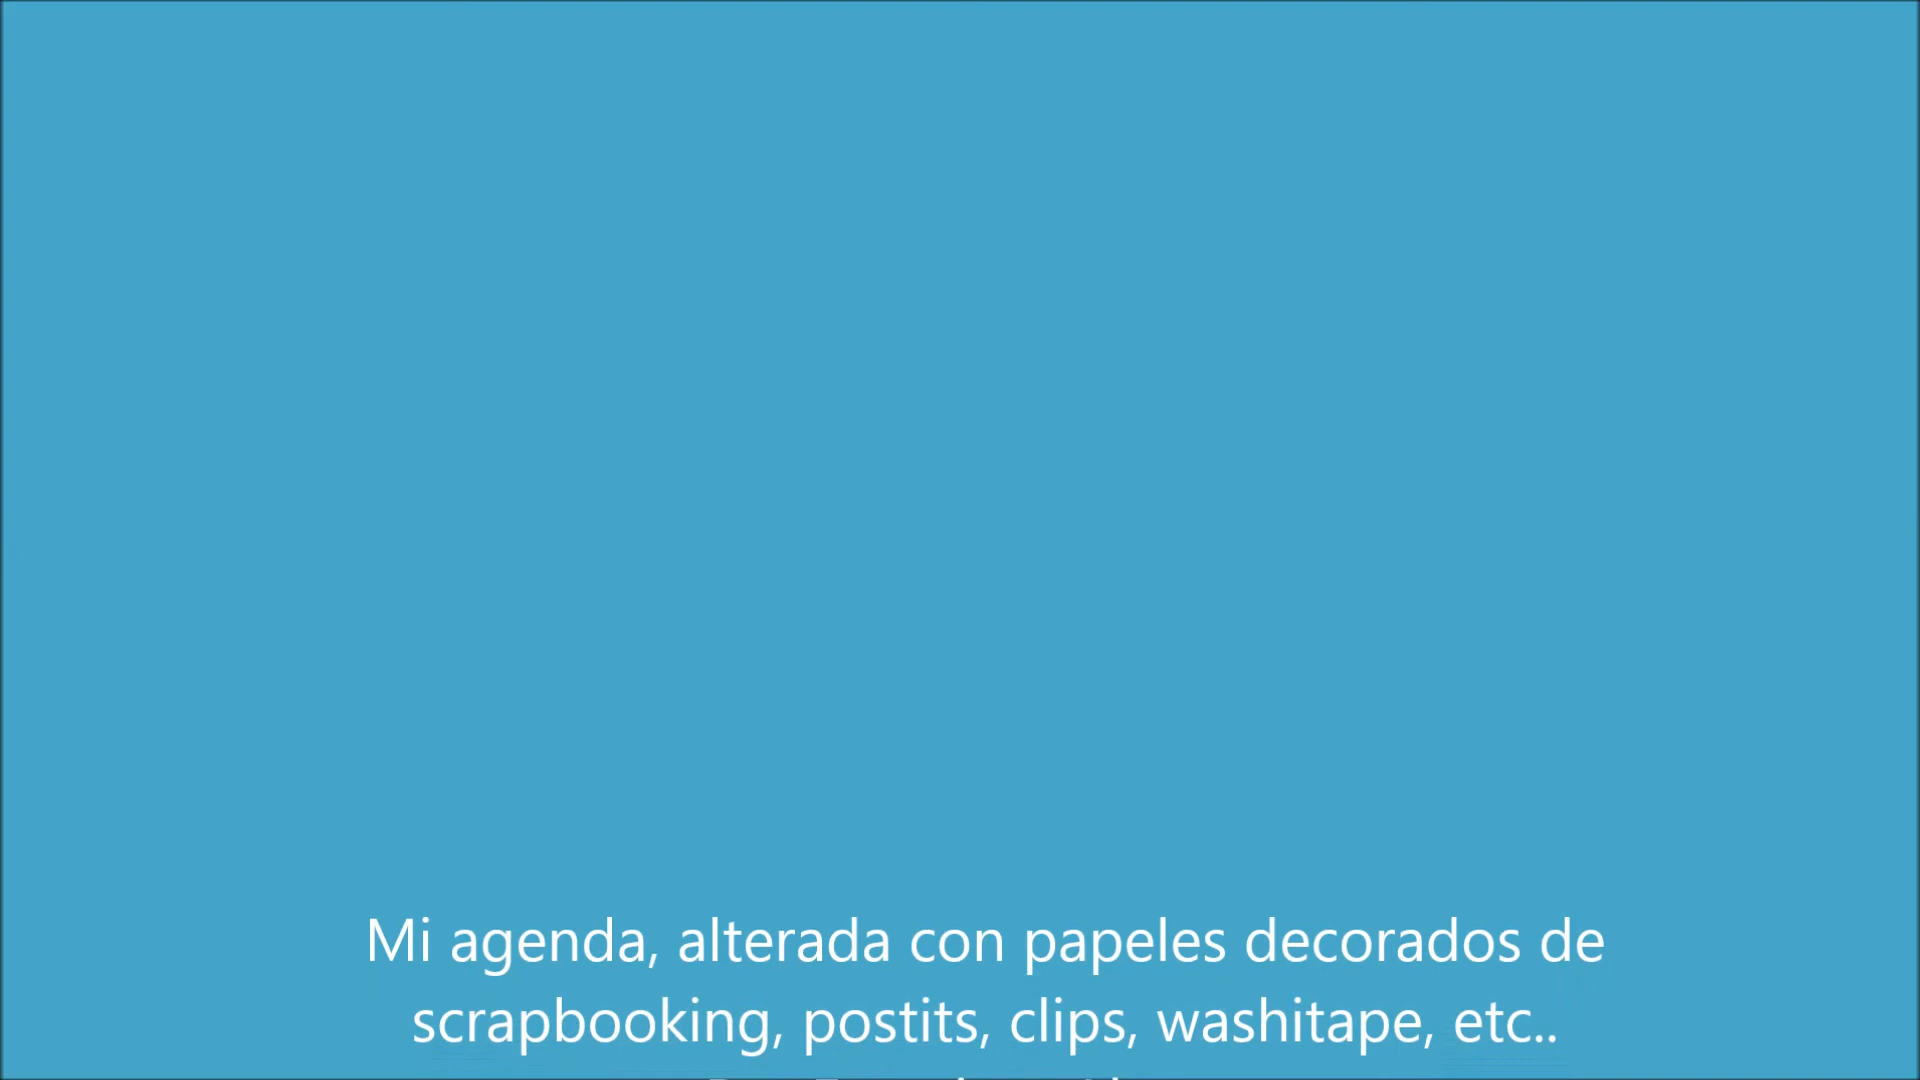 Mi agenda, alterada con papeles decorados de
scrapbooking, postits, clips, washitape, etc..